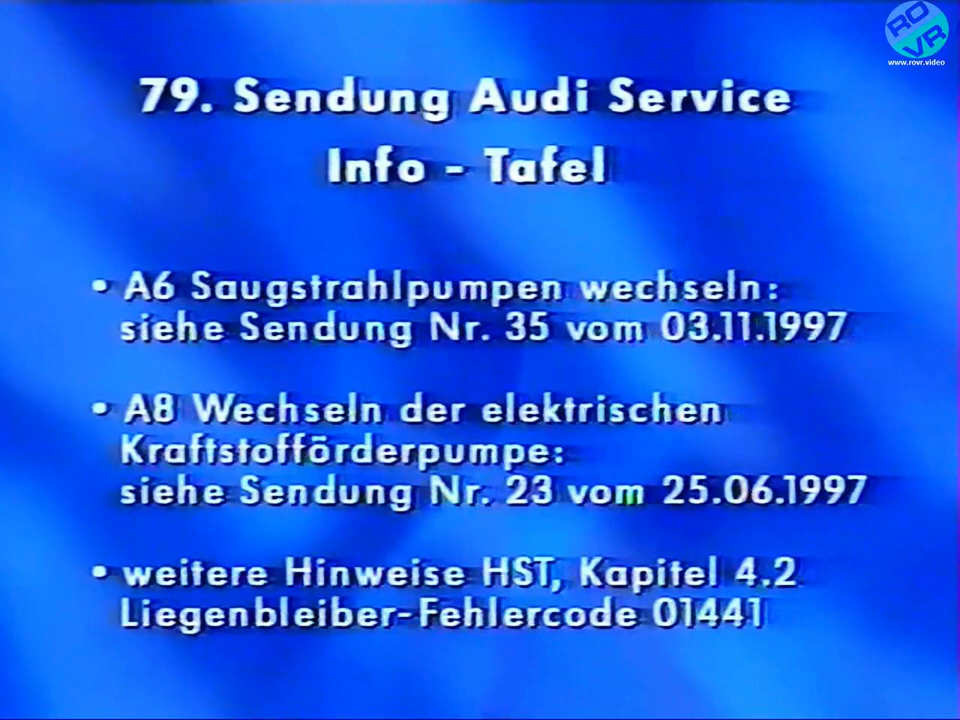 RO
VR
www.rovr.video
79. Sendung Audi Service
Info - Tafel
• A6 Saugstrahlpumpen wechseln:
siehe Sendung Nr. 35 vom 03.11.1997
• A8 Wechseln der elektrischen
Kraftstofförderpumpe:
siehe Sendung Nr. 23 vom 25.06.1997
• weitere Hinweise HST, Kapitel 4.2
Liegenbleiber-Fehlercode 01441